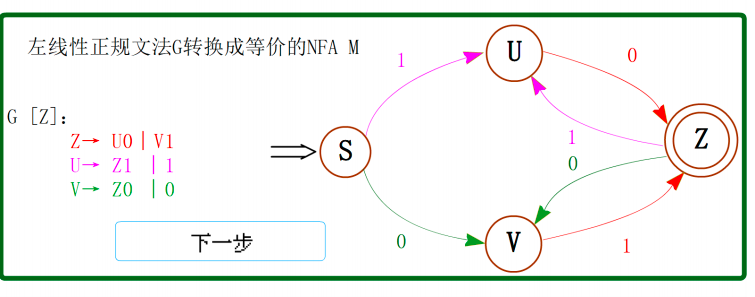 左线性正规文法G转换成等价的NFA M
G [Z]:
Z→ U0│V1
U→ Z1 │1
V→ Z0 │0
下一步
S
U
V
Z
1
0
1
0
0
1